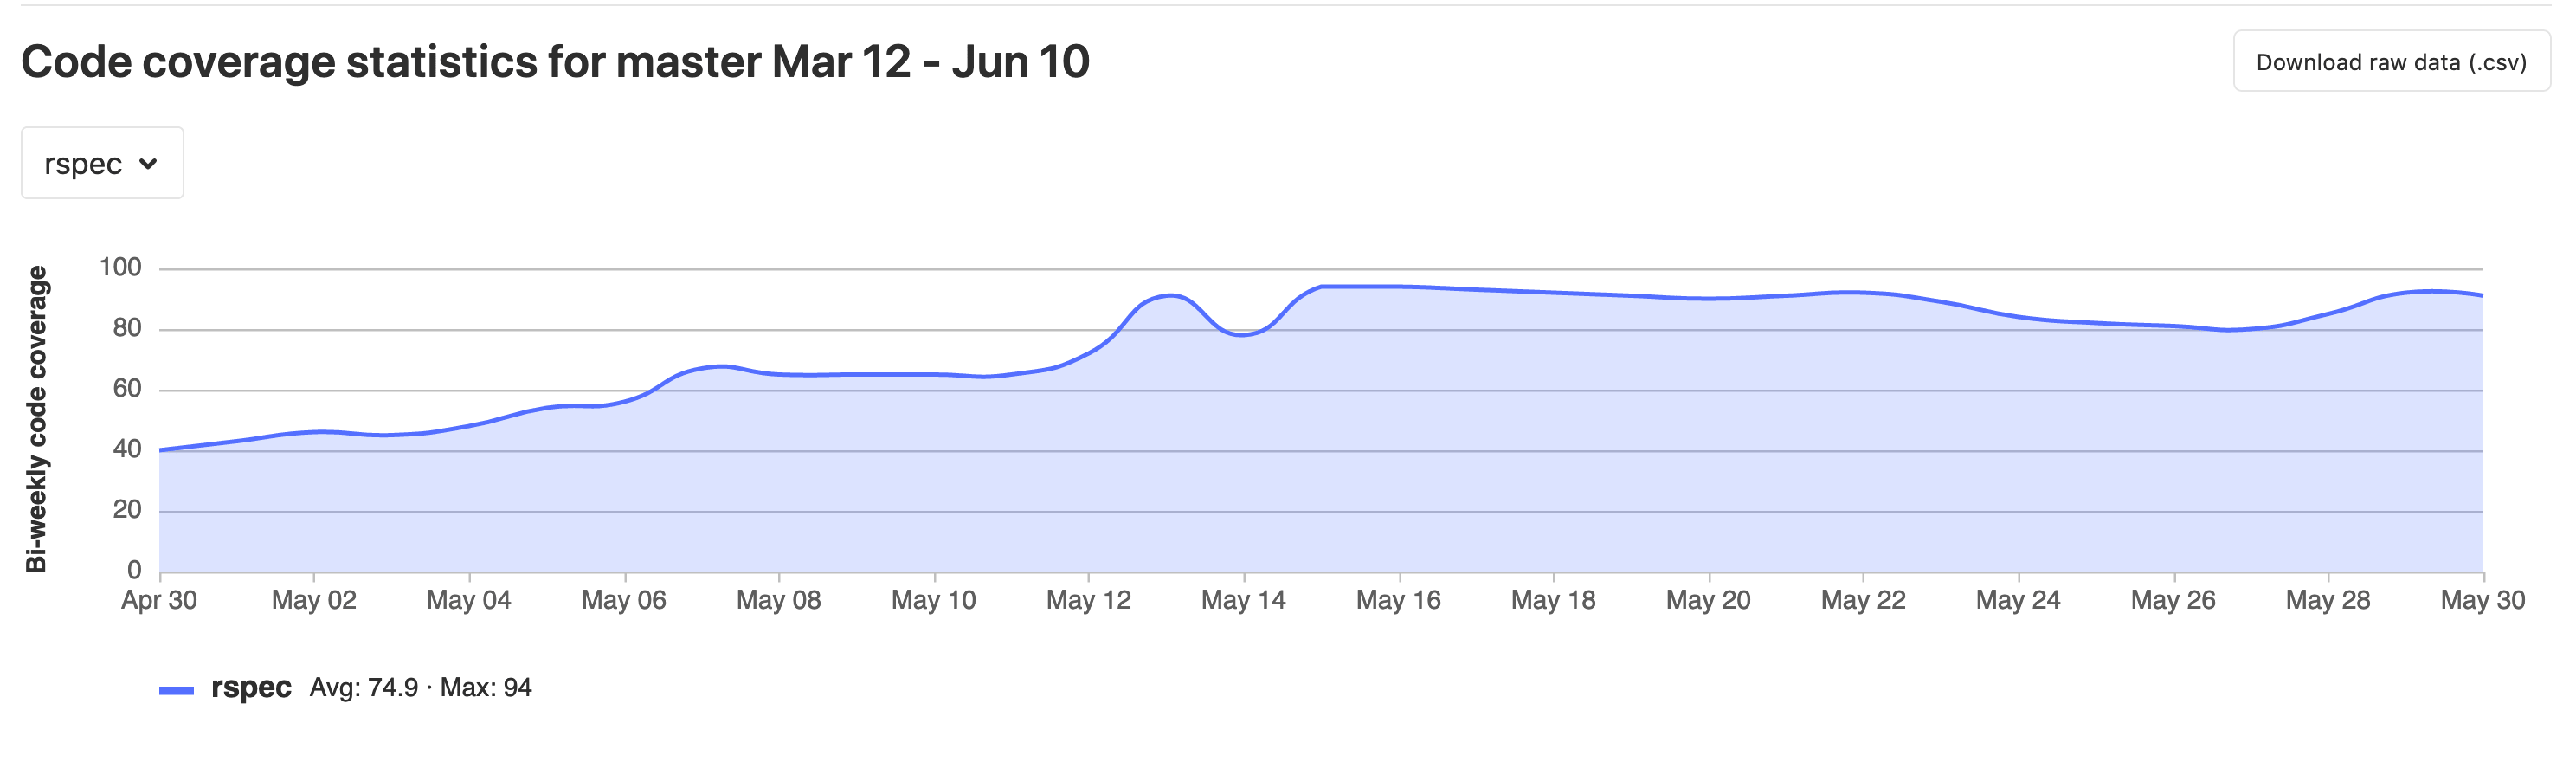 Code coverage statistics for master Mar 12 - Jun 10
Download raw data (.csv)
rspec
Bi-weekly code coverage
100
80
60
40
20
0
Apr 30 May 02 May 04 May 06 May 08 May 10 May 12 May 14 May 16 May 18 May 20 May 22 May 24 May 26 May 28 May 30
rspec Avg: 74.9 · Max: 94